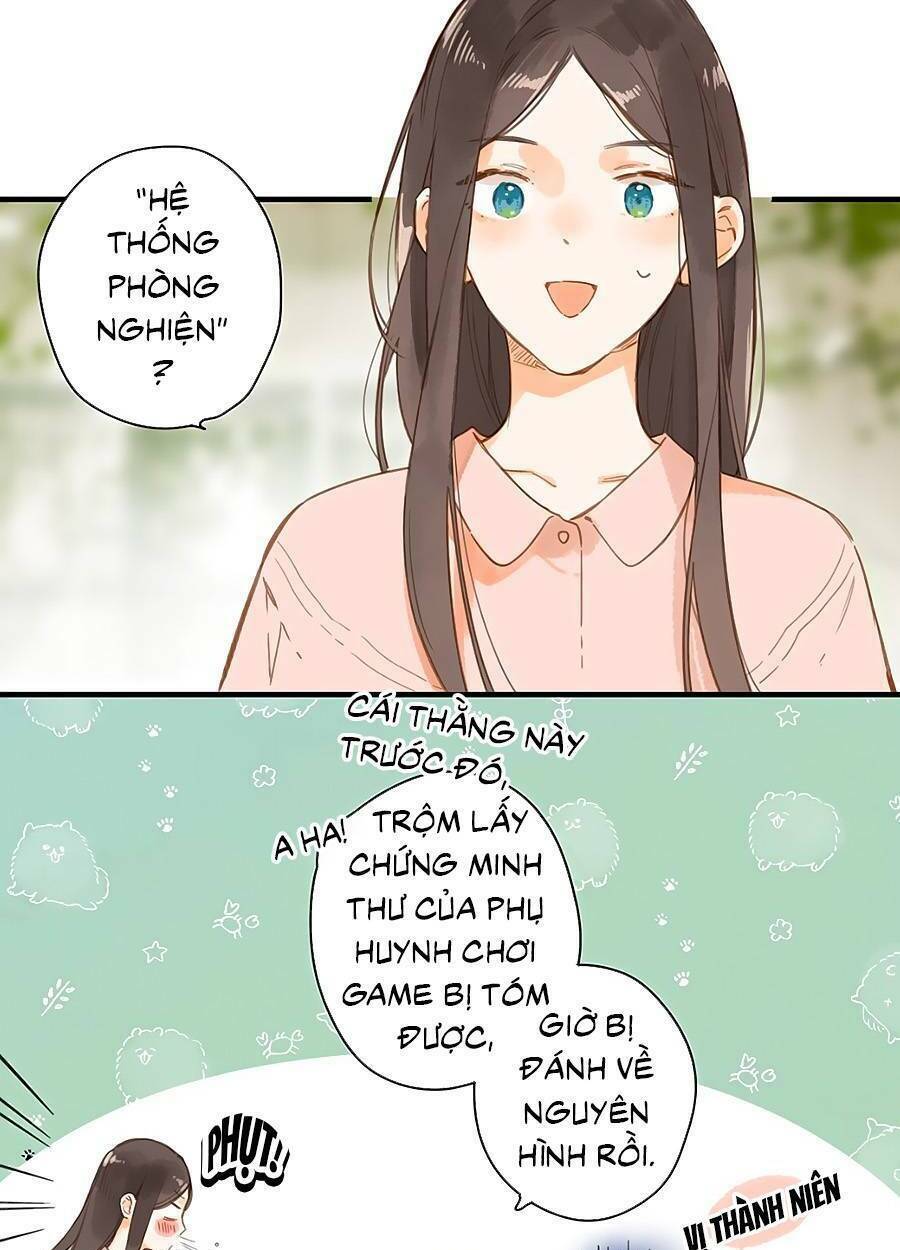 "HỆ
THỐNG
PHÒNG
NGHIỆN"
?
CÁI THẰNG NÀY
TRƯỚC ĐÓ,
A HA!
TRỘM LẤY
CHỨNG MINH
THƯ CỦA PHỤ
HUYNH CHƠI
GAME BỊ TÓM
ĐƯỢC,
GIỜ BỊ
ĐÁNH VỀ
NGUYÊN
HÌNH RỒI.
PHỤT!!
VỊ THÀNH NIÊN